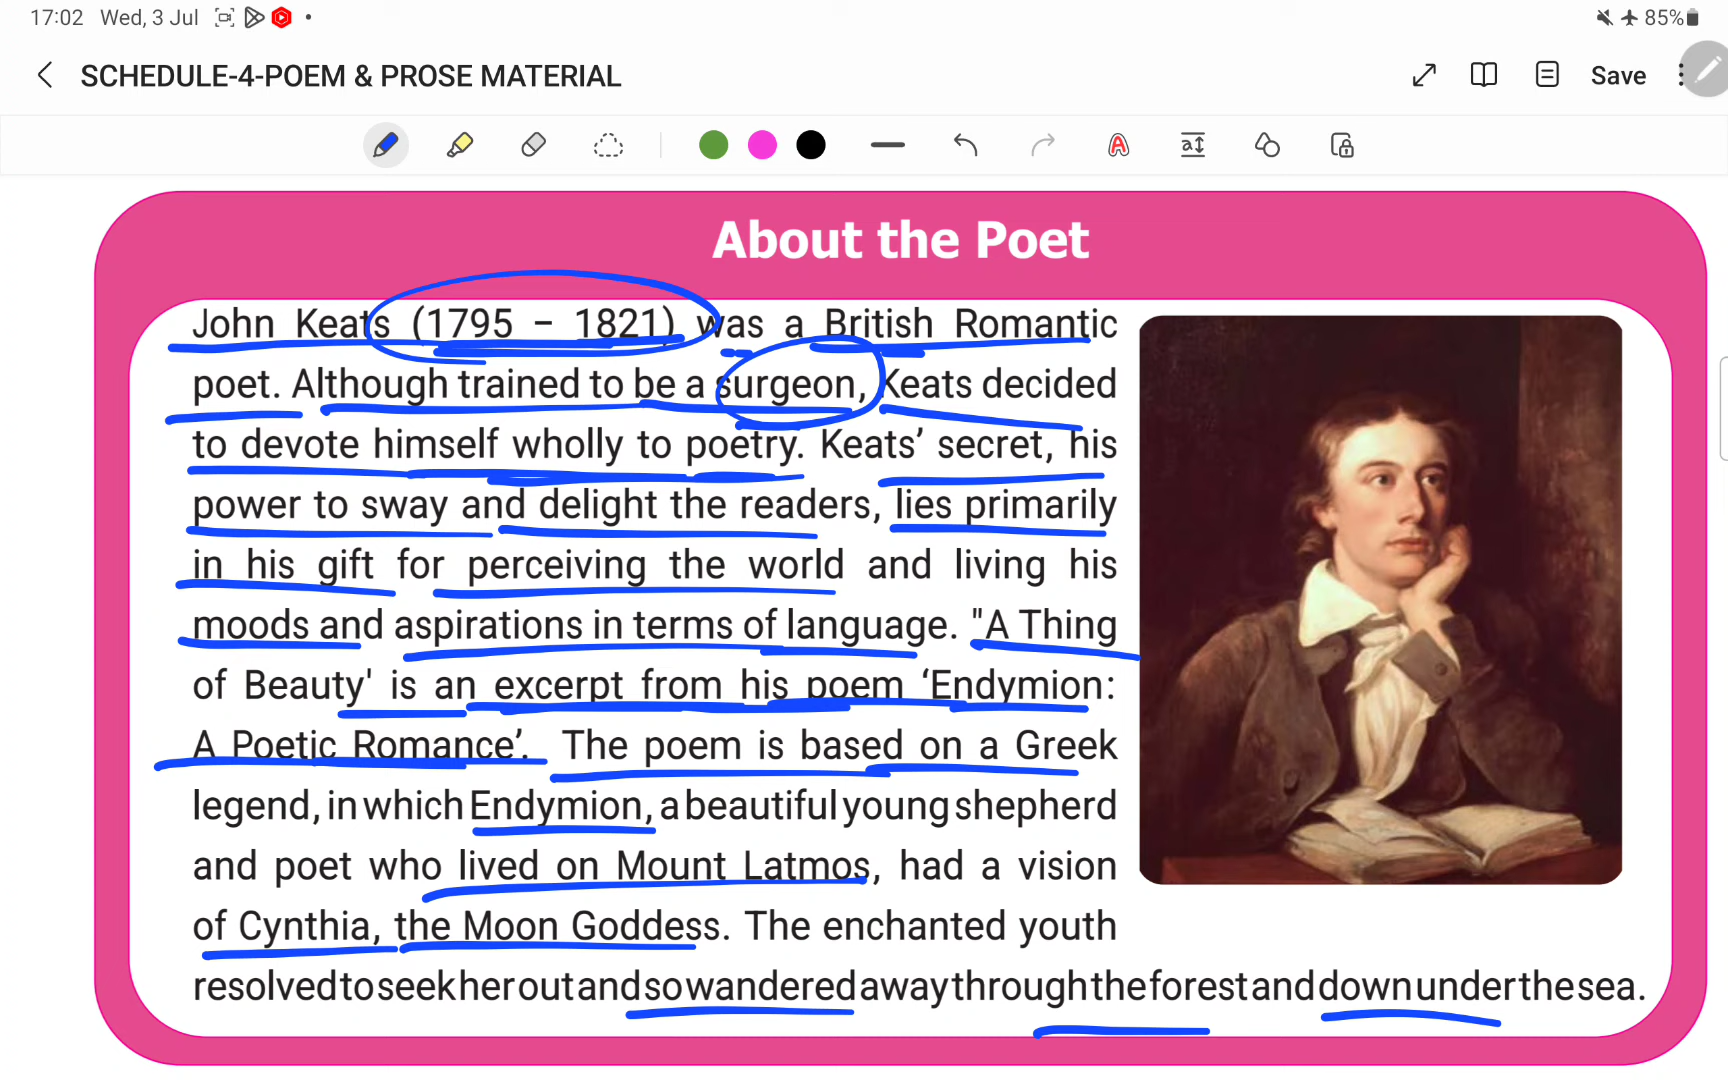 17:02 Wed, 3 Jul 85%
SCHEDULE-4-POEM & PROSE MATERIAL
Save
About the Poet
John Keats (1795 – 1821) was a British Romantic
poet. Although trained to be a surgeon, Keats decided
to devote himself wholly to poetry. Keats’ secret, his
power to sway and delight the readers, lies primarily
in his gift for perceiving the world and living his
moods and aspirations in terms of language. "A Thing
of Beauty' is an excerpt from his poem ‘Endymion:
A Poetic Romance’. The poem is based on a Greek
legend, in which Endymion, a beautiful young shepherd
and poet who lived on Mount Latmos, had a vision
of Cynthia, the Moon Goddess. The enchanted youth
resolved to seek her out and so wandered away through the forest and down under the sea.